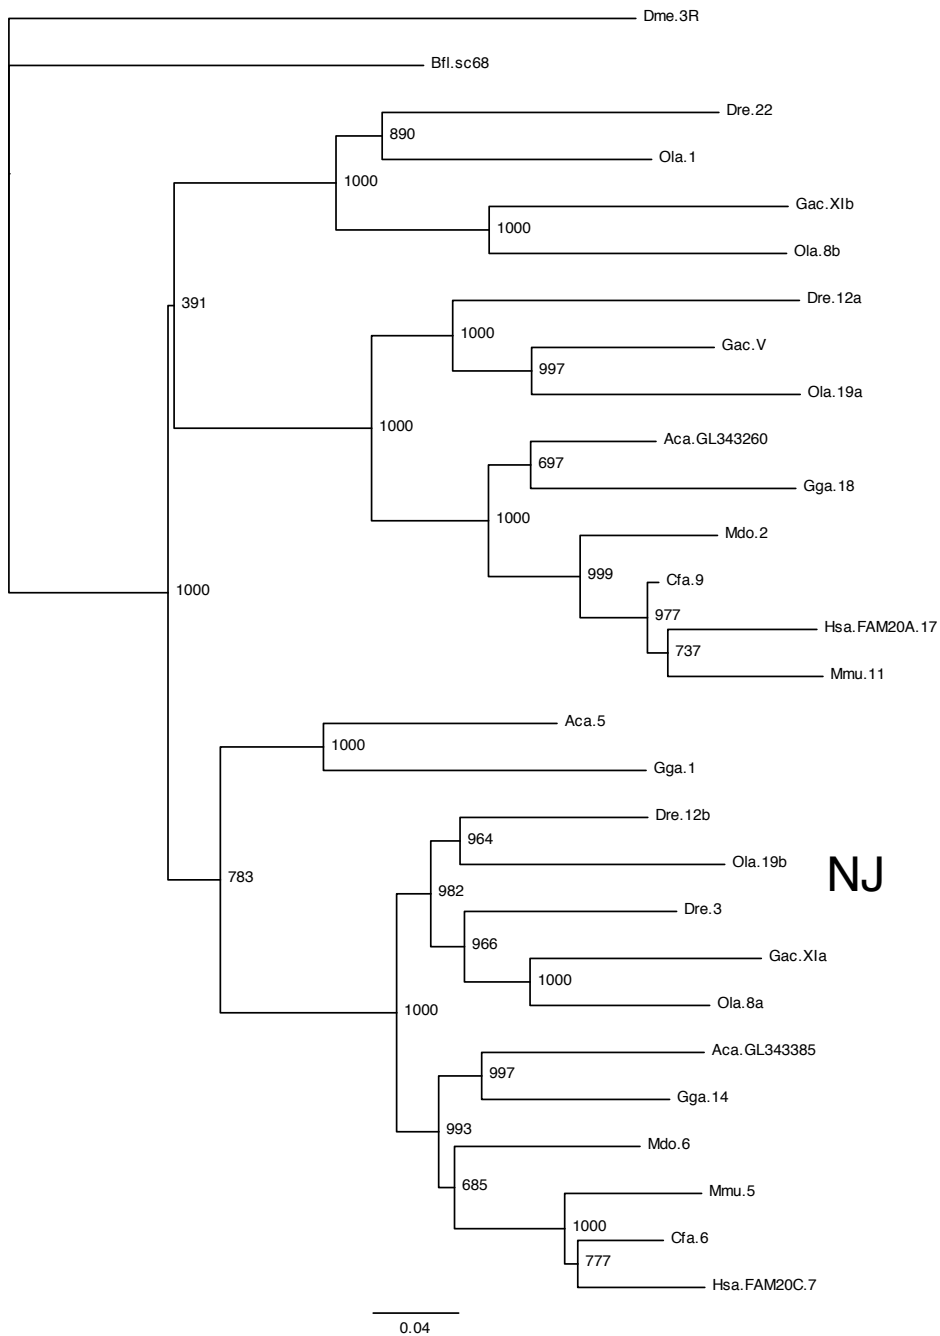 Dme.3R
Bfl.sc68
Dre.22
890
Ola.1
1000
Gac.XIb
1000
Ola.8b
391
Dre.12a
1000
Gac.V
997
Ola.19a
1000
Aca.GL343260
697
Gga.18
1000
Mdo.2
999
Cfa.9
977
Hsa.FAM20A.17
737
Mmu.11
1000
Aca.5
1000
Gga.1
Dre.12b
964
Ola.19b
NJ
783
982
Dre.3
966
Gac.XIa
1000
Ola.8a
1000
Aca.GL343385
997
Gga.14
993
Mdo.6
685
Mmu.5
1000
Cfa.6
777
Hsa.FAM20C.7
0.04